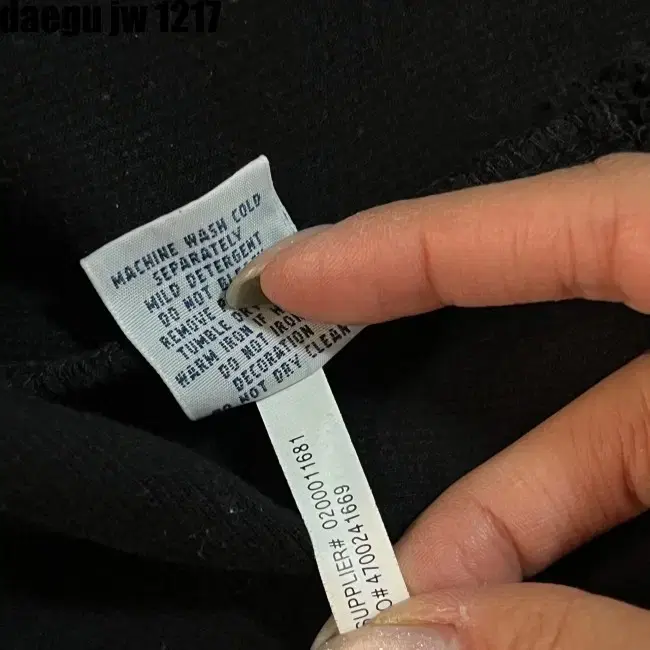 daegu jw 1217
MACHINE WASH COLD
SEPARATELY
MILD DETERGENT
DO NOT
REMOVE
TUMBLE DRY
WARM IRON IF
DO NOT IRON
DECORATION
NOT DRY CLEAN
SUPPLIER# 0200011681
O# 4700241669